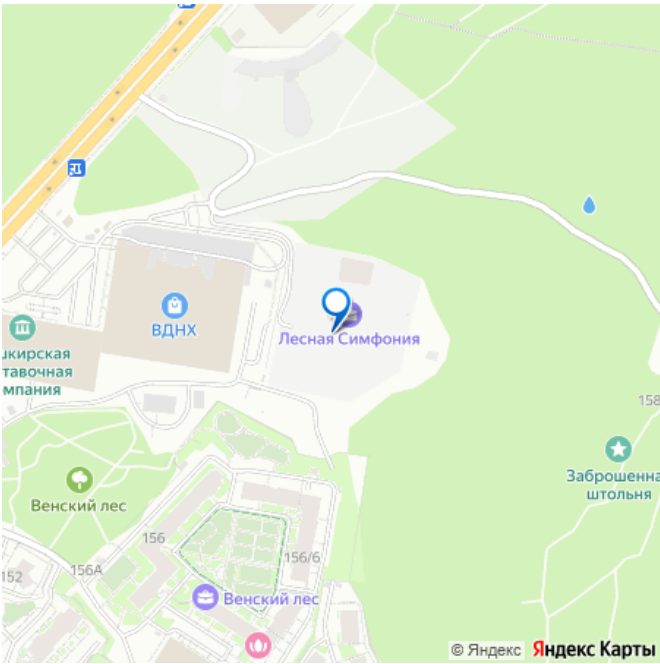 ВДНХ
Лесная Симфония
шкирская
тавочная
мпания
158
Заброшенна
штольня
Венский лес
156
156/6
156А
152
Венский лес
© Яндекс Яндекс Карты